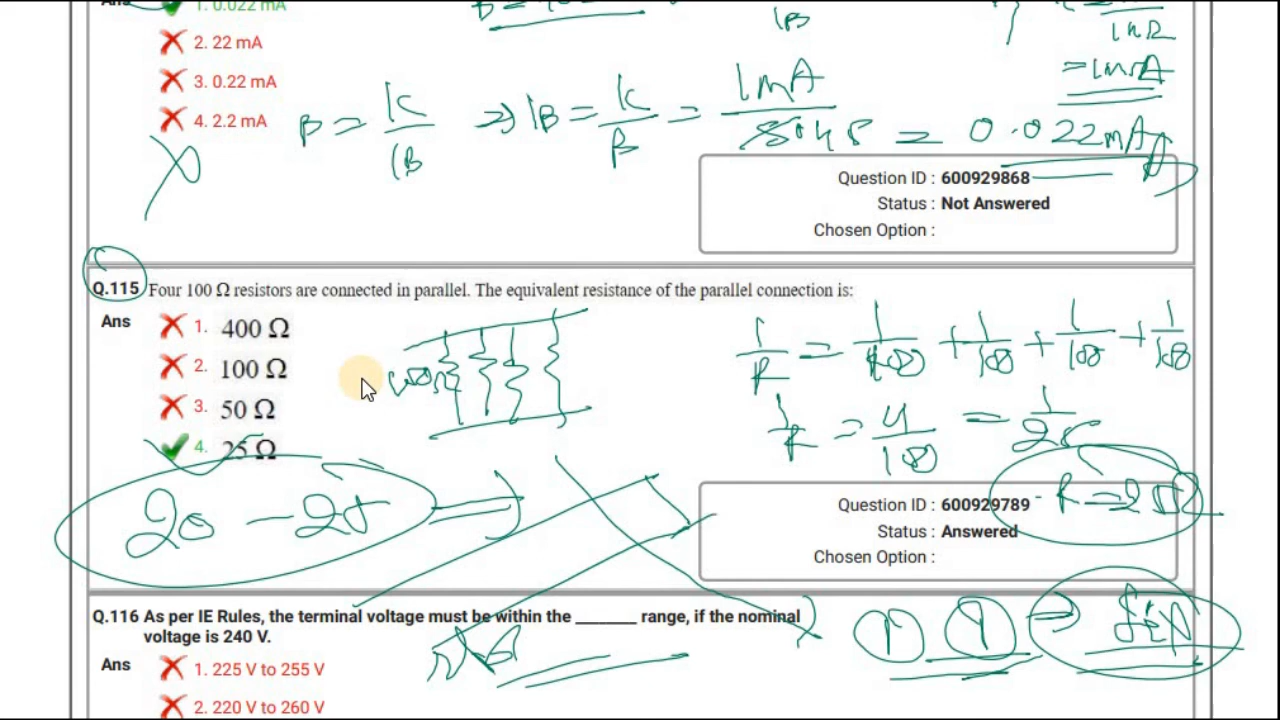 Ans 1. 0.022 mA
2. 22 mA
3. 0.22 mA
4. 2.2 mA
1mA
= 0.022mA
Question ID : 600929868
Status : Not Answered
Chosen Option :
Q.115 Four 100 Ω resistors are connected in parallel. The equivalent resistance of the parallel connection is:
Ans 1. 400 Ω
2. 100 Ω
3. 50 Ω
4. 25 Ω
1/R = 1/100 + 1/100 + 1/100 + 1/100
1/R = 4/100 = 1/25
R = 25Ω
20 - 25
Question ID : 600929789
Status : Answered
Chosen Option :
Q.116 As per IE Rules, the terminal voltage must be within the _______ range, if the nominal
voltage is 240 V.
Ans 1. 225 V to 255 V
2. 220 V to 260 V